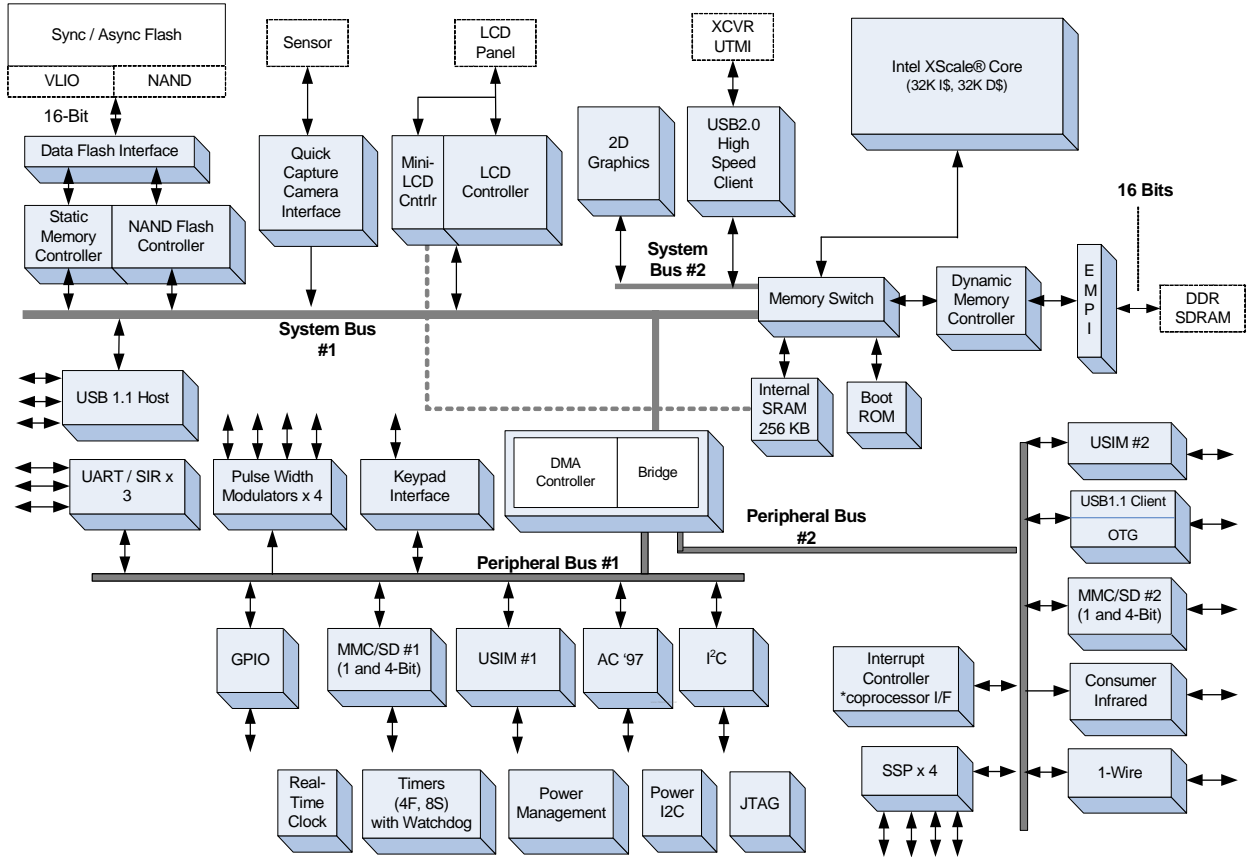 Sync / Async Flash
VLIO
NAND
16-Bit
Data Flash Interface
Static
Memory
Controller
NAND Flash
Controller
Sensor
Quick
Capture
Camera
Interface
LCD
Panel
Mini-
LCD
Cntrlr
LCD
Controller
XCVR
UTMI
2D
Graphics
USB2.0
High
Speed
Client
Intel XScale® Core
(32K I$, 32K D$)
System
Bus #2
16 Bits
Memory Switch
Dynamic
Memory
Controller
E
M
P
I
DDR
SDRAM
System Bus
#1
USB 1.1 Host
Internal
SRAM
256 KB
Boot
ROM
UART / SIR x
3
Pulse Width
Modulators x 4
Keypad
Interface
DMA
Controller
Bridge
Peripheral Bus
#2
Peripheral Bus #1
USIM #2
USB1.1 Client
OTG
MMC/SD #2
(1 and 4-Bit)
Consumer
Infrared
1-Wire
GPIO
MMC/SD #1
(1 and 4-Bit)
USIM #1
AC ‘97
I²C
Interrupt
Controller
*coprocessor I/F
SSP x 4
Real-
Time
Clock
Timers
(4F, 8S)
with Watchdog
Power
Management
Power
I2C
JTAG